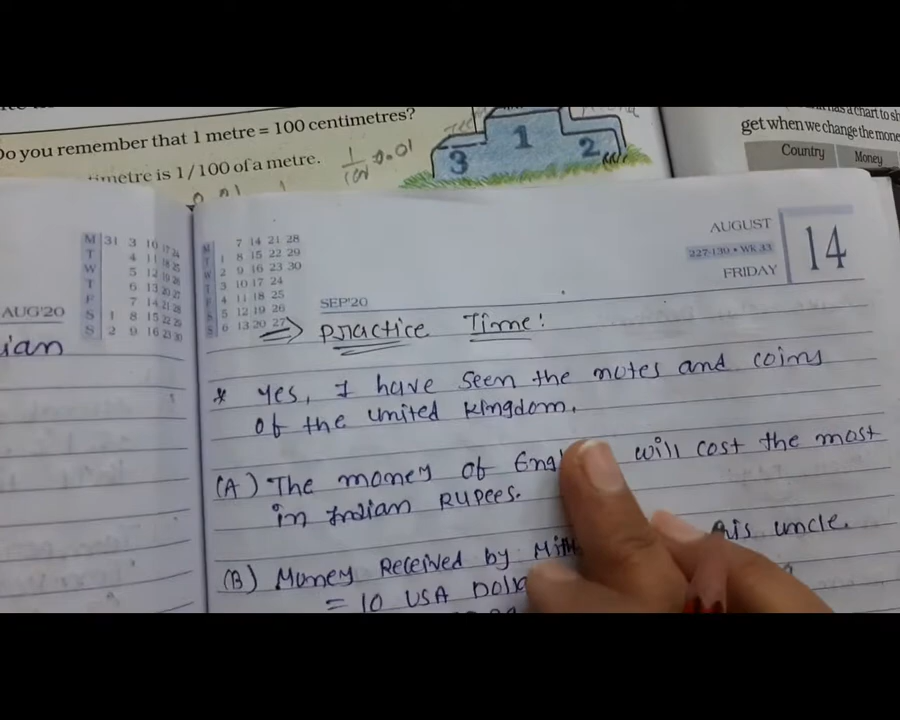 Do you remember that 1 metre = 100 centimetres?
timetre is 1/100 of a metre.
3 1 2
get when we change the mone
Country Money
AUG'20
M 31 3 10 17 24
T 4 11 18 25
W 5 12 19 26
T 6 13 20 27
F 7 14 21 28
S 1 8 15 22 29
S 2 9 16 23 30
ian
M 7 14 21 28
T 1 8 15 22 29
W 2 9 16 23 30
T 3 10 17 24
F 4 11 18 25
S 5 12 19 26
S 6 13 20 27
SEP'20
AUGUST
227-130 • WK 33
FRIDAY
14
Practice Time!
* Yes, I have seen the notes and coins
of the united kingdom.
(A) The money of Engl will cost the most
in Indian Rupees.
(B) Money Received by Mith his uncle.
= 10 USA Dolla